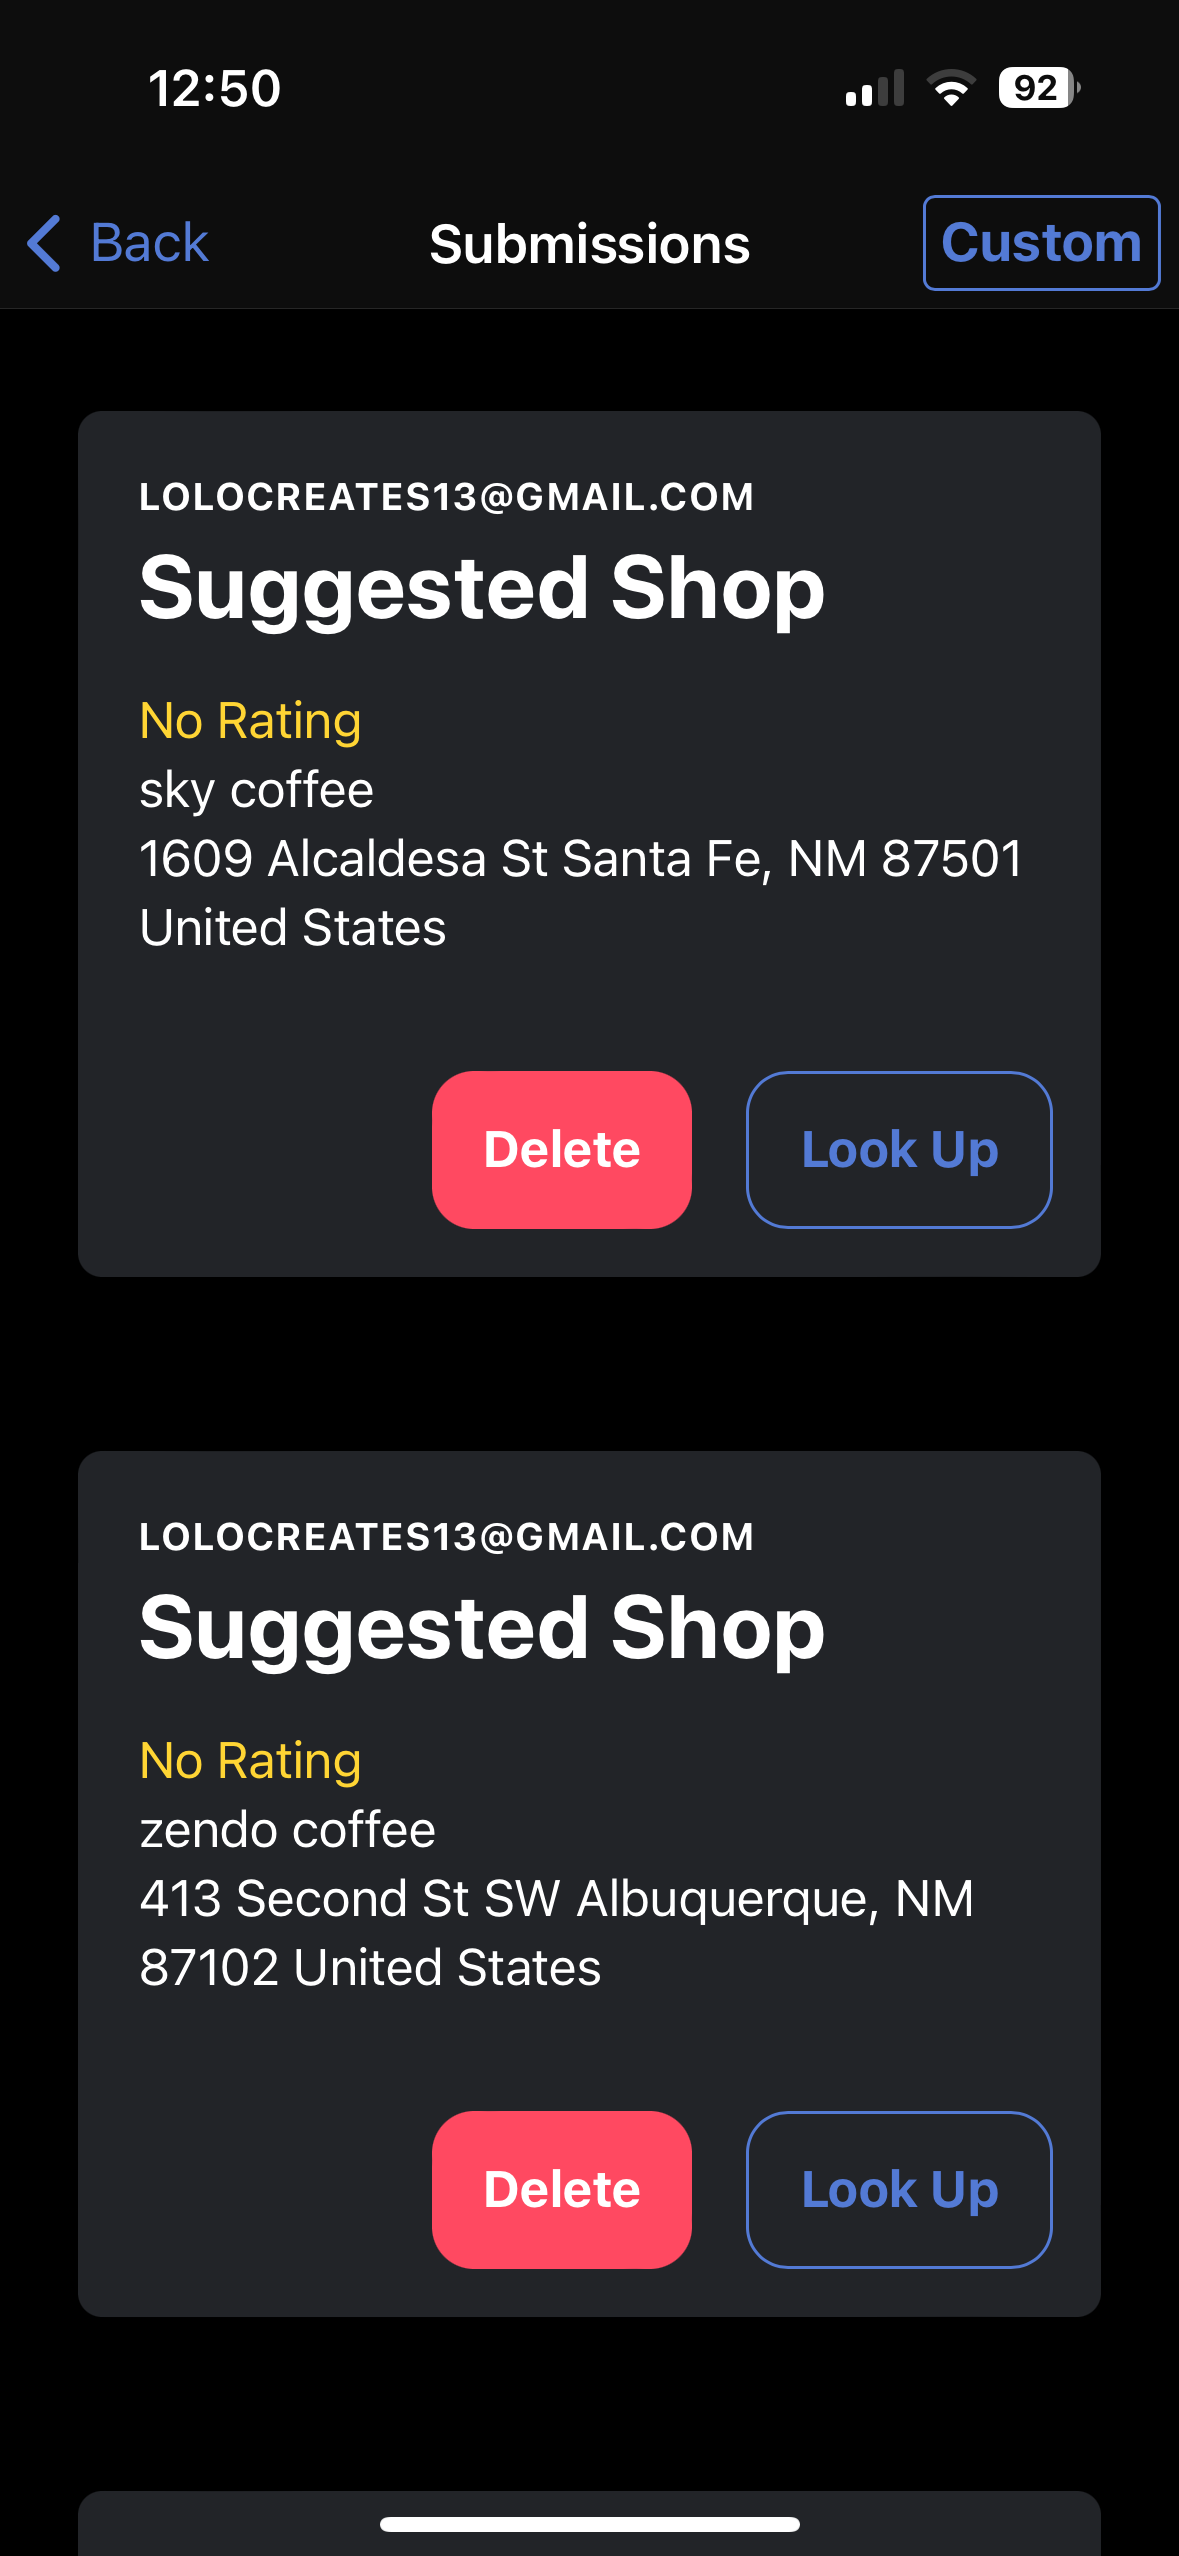 12:50
92
Back
Submissions
Custom
LOLOCREATES13@GMAIL.COM
Suggested Shop
No Rating
sky coffee
1609 Alcaldesa St Santa Fe, NM 87501
United States
Delete
Look Up
LOLOCREATES13@GMAIL.COM
Suggested Shop
No Rating
zendo coffee
413 Second St SW Albuquerque, NM
87102 United States
Delete
Look Up